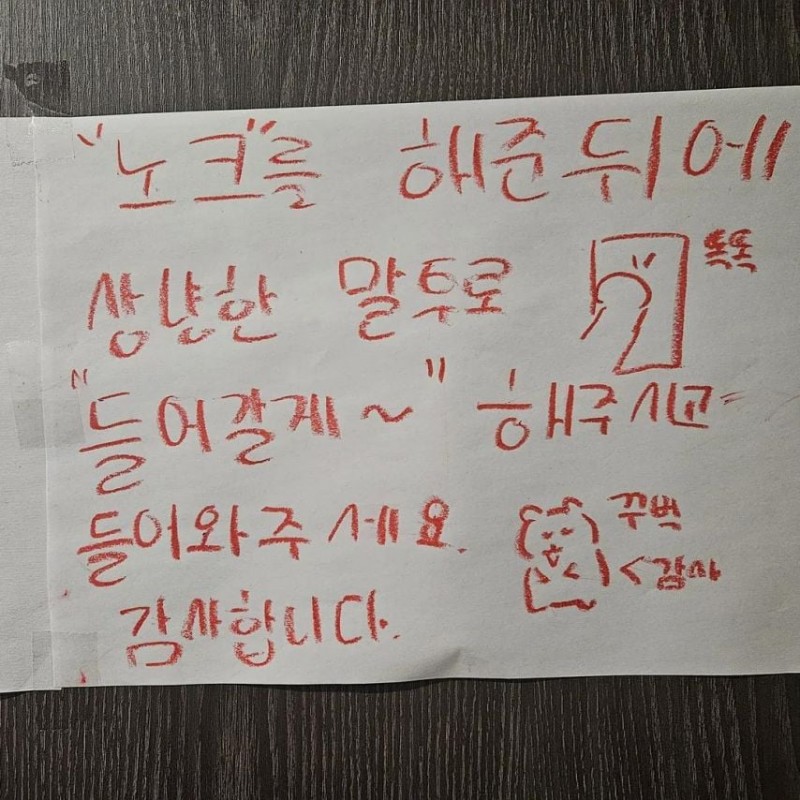 "노크"를 해준뒤에
상냥한 말투로
똑똑
"들어갈게~" 해주시고
들어와주세요.
꾸벅
<감사
감사합니다.